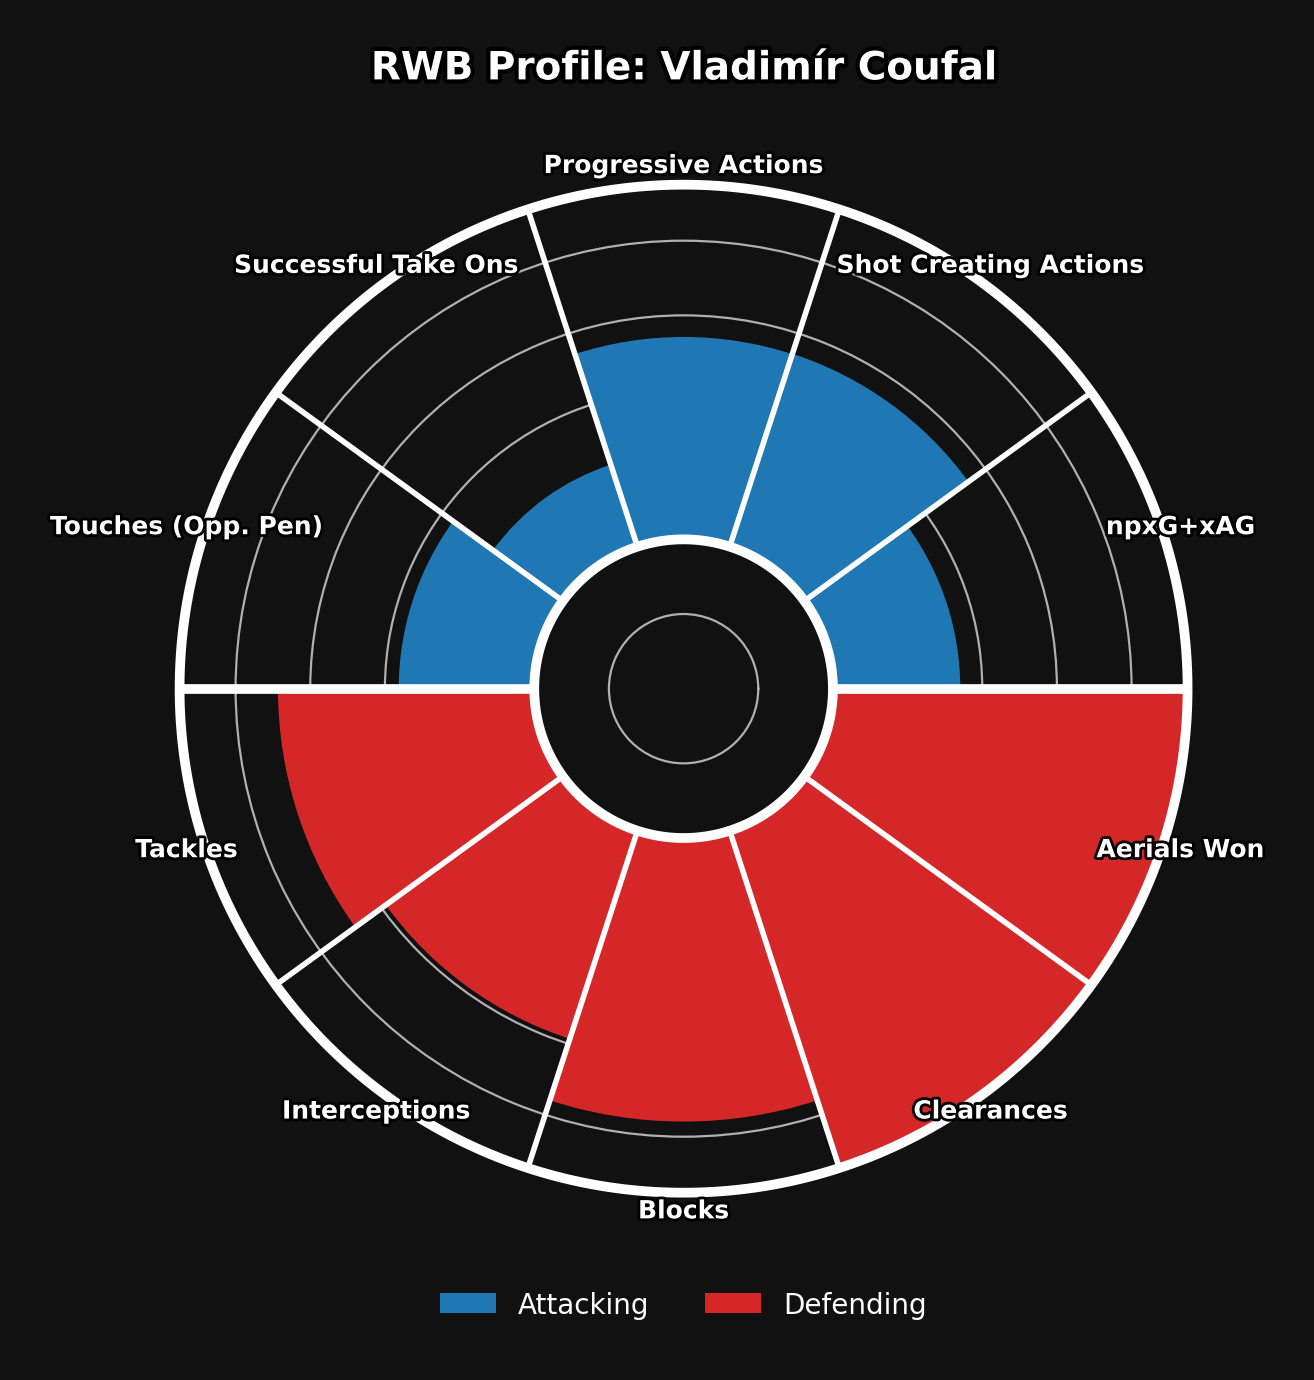 RWB Profile: Vladimír Coufal
Progressive Actions
Successful Take Ons
Shot Creating Actions
Touches (Opp. Pen)
npxG+xAG
Tackles
Aerials Won
Interceptions
Clearances
Blocks
Attacking
Defending